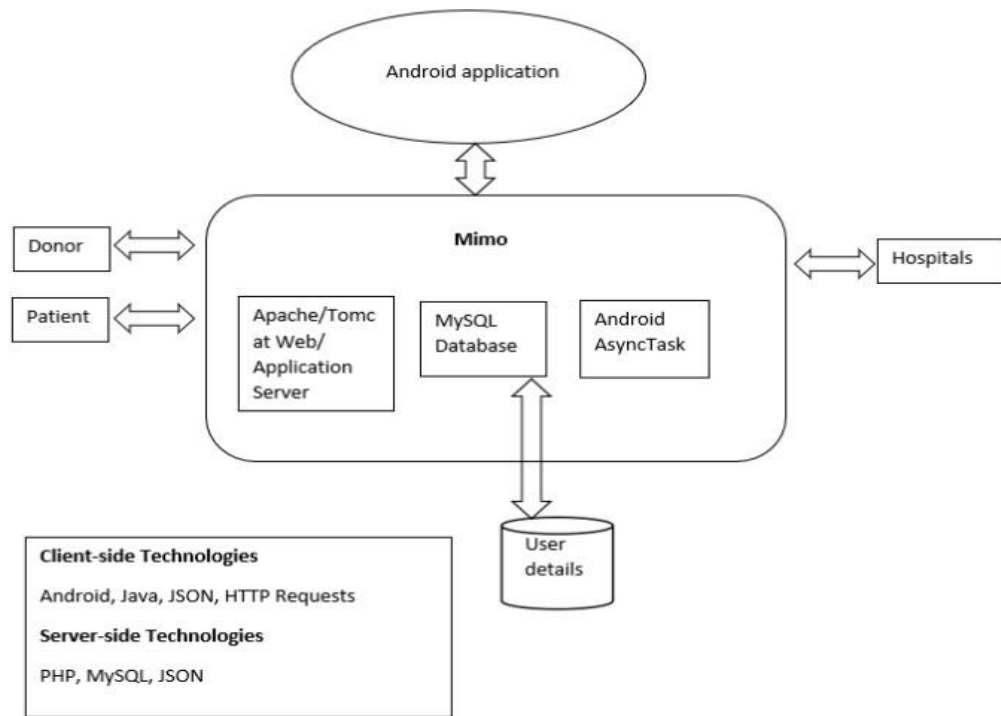 Android application
Mimo
Donor
Hospitals
Patient
Apache/Tomc
at Web/
Application
Server
MySQL
Database
Android
AsyncTask
User
details
Client-side Technologies
Android, Java, JSON, HTTP Requests
Server-side Technologies
PHP, MySQL, JSON